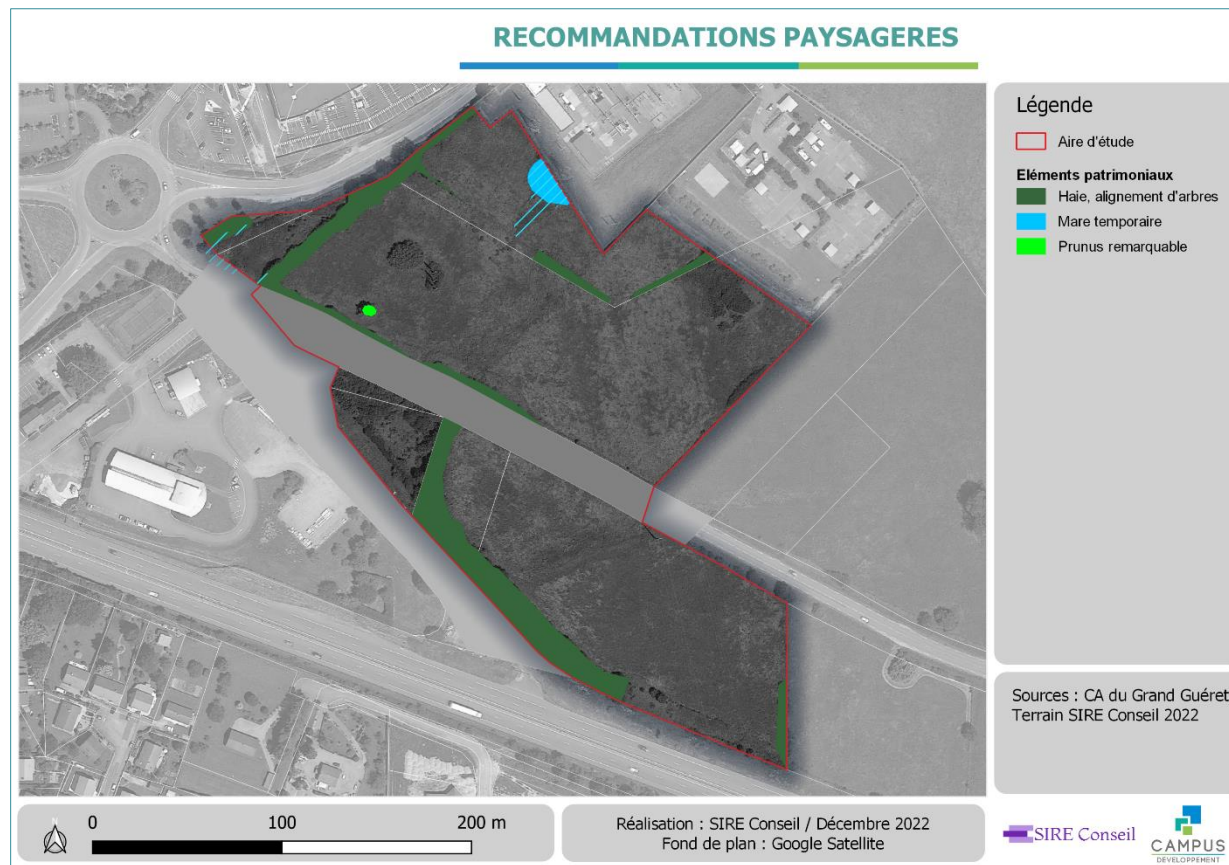 RECOMMANDATIONS PAYSAGERES
Légende
Aire d'étude
Eléments patrimoniaux
Haie, alignement d'arbres
Mare temporaire
Prunus remarquable
Sources : CA du Grand Guéret
Terrain SIRE Conseil 2022
N
0 100 200 m
Réalisation : SIRE Conseil / Décembre 2022
Fond de plan : Google Satellite
SIRE Conseil
CAMPUS
DÉVELOPPEMENT